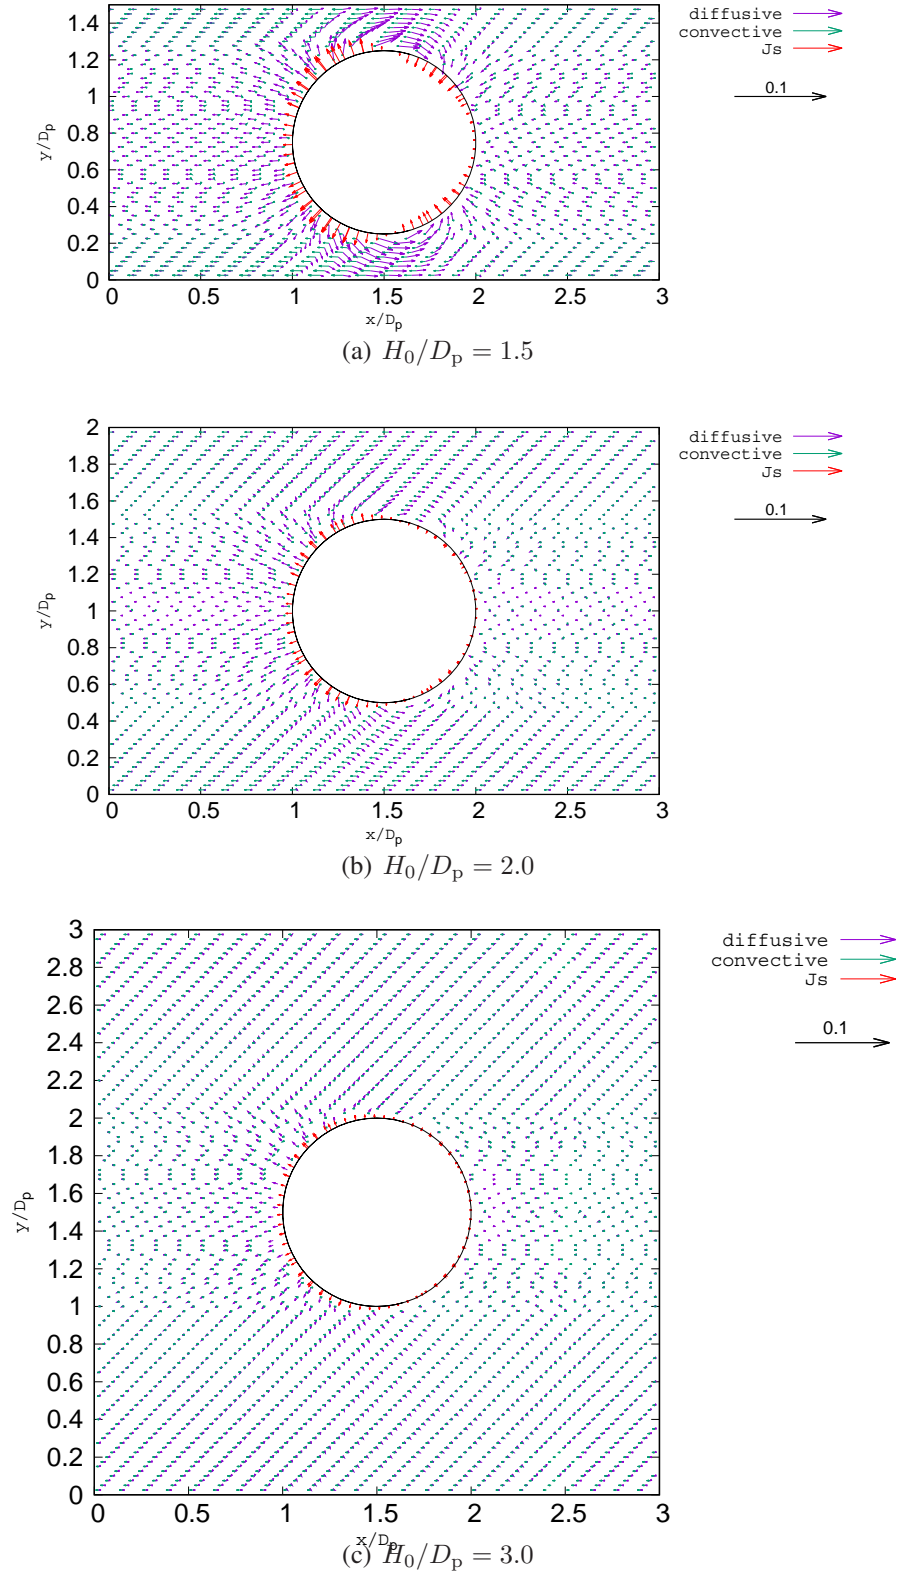 1.4
1.2
1
0.8
0.6
0.4
0.2
0
y/Dp
0 0.5 1 1.5 2 2.5 3
x/Dp
diffusive
convective
Js
0.1
(a) H0/Dp = 1.5
2
1.8
1.6
1.4
1.2
1
0.8
0.6
0.4
0.2
0
y/Dp
0 0.5 1 1.5 2 2.5 3
x/Dp
diffusive
convective
Js
0.1
(b) H0/Dp = 2.0
3
2.8
2.6
2.4
2.2
2
1.8
1.6
1.4
1.2
1
0.8
0.6
0.4
0.2
0
y/Dp
0 0.5 1 1.5 2 2.5 3
x/Dp
diffusive
convective
Js
0.1
(c) H0/Dp = 3.0